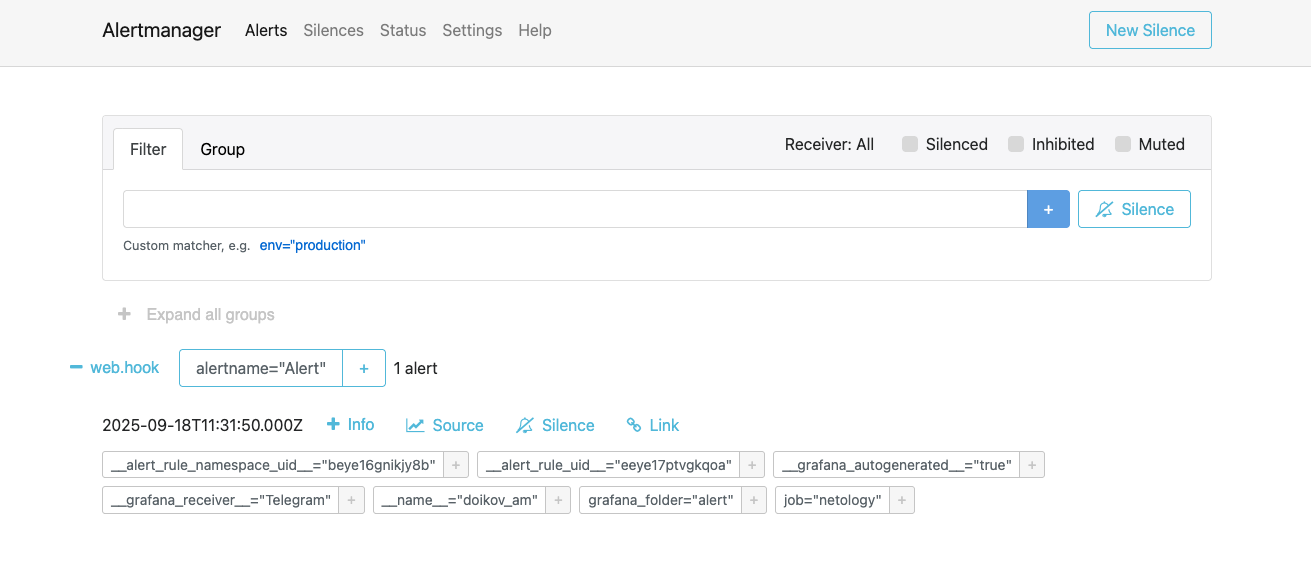 Alertmanager Alerts Silences Status Settings Help New Silence
Filter Group Receiver: All Silenced Inhibited Muted
+ Silence
Custom matcher, e.g. env="production"
+ Expand all groups
− web.hook alertname="Alert" + 1 alert
2025-09-18T11:31:50.000Z + Info Source Silence Link
__alert_rule_namespace_uid__="beye16gnikjy8b" + __alert_rule_uid__="eeye17ptvgkqoa" + __grafana_autogenerated__="true" +
__grafana_receiver__="Telegram" + __name__="doikov_am" + grafana_folder="alert" + job="netology" +